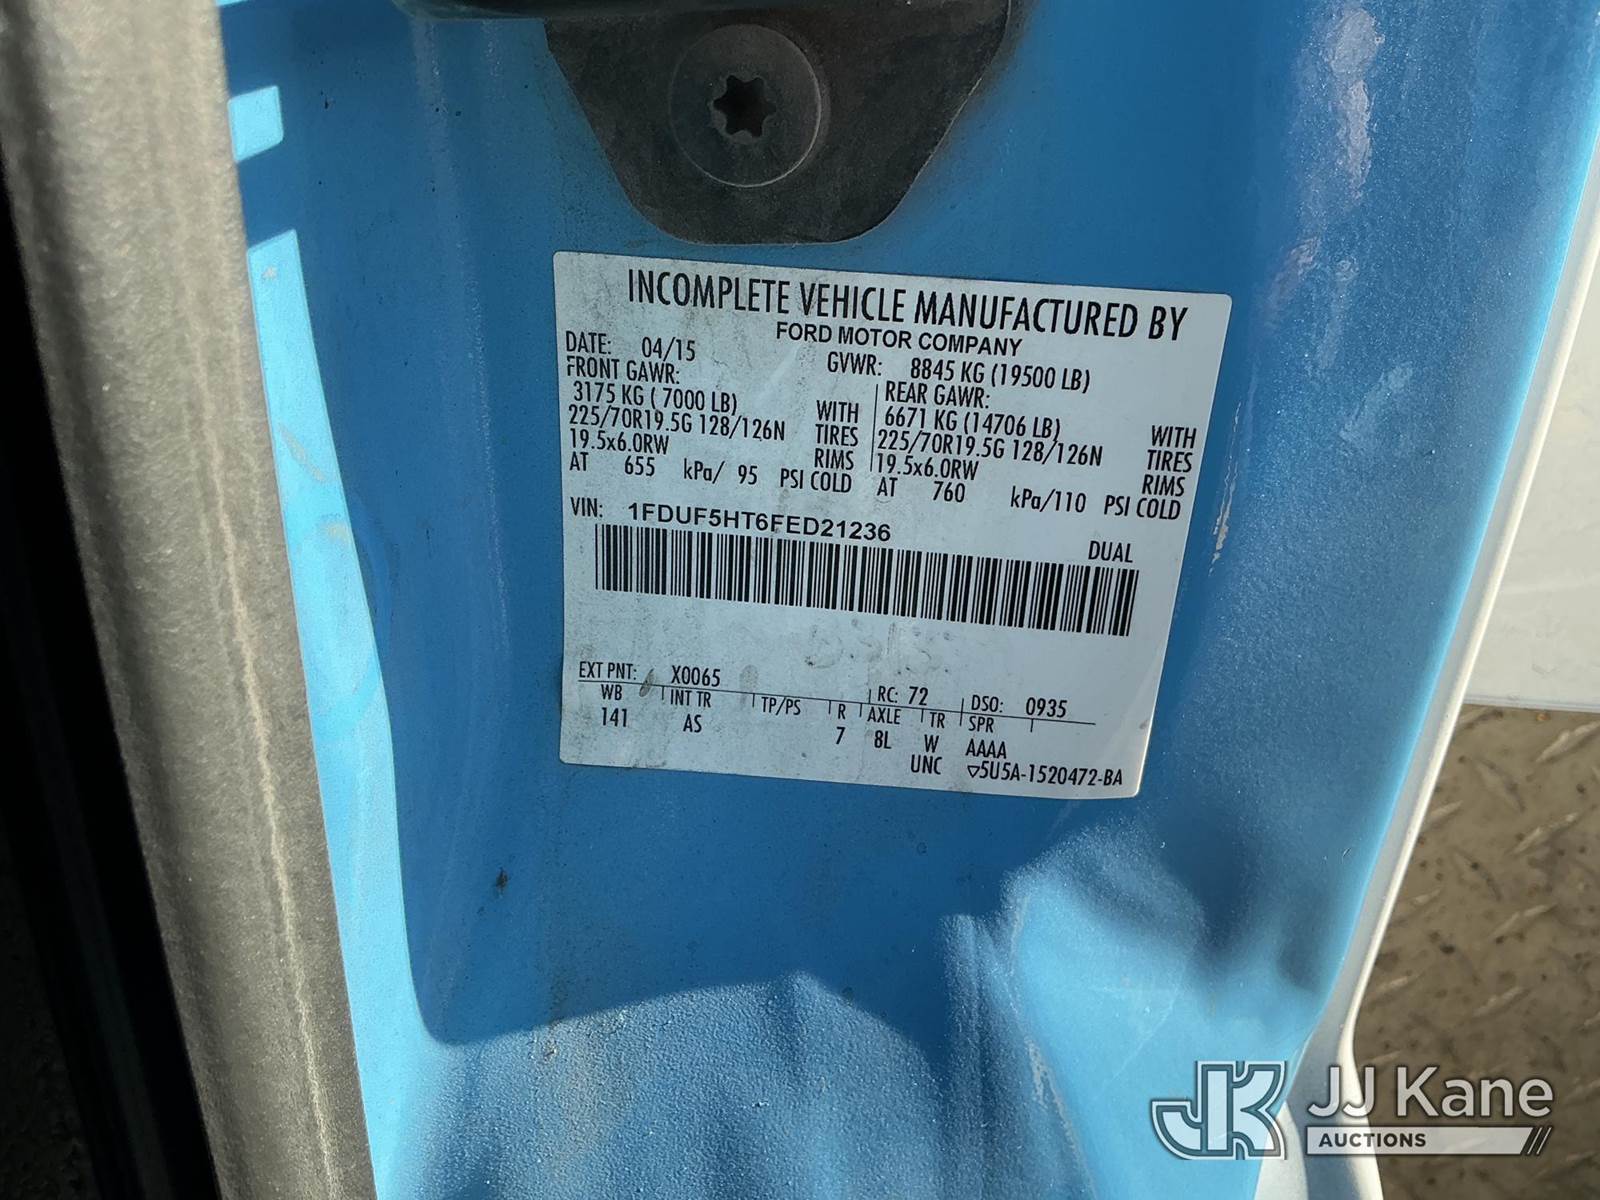 INCOMPLETE VEHICLE MANUFACTURED BY
FORD MOTOR COMPANY
DATE: 04/15 GVWR: 8845 KG (19500 LB)
FRONT GAWR: REAR GAWR:
3175 KG ( 7000 LB) WITH 6671 KG (14706 LB) WITH
225/70R19.5G 128/126N TIRES 225/70R19.5G 128/126N TIRES
19.5x6.0RW RIMS 19.5x6.0RW RIMS
AT 655 kPa/ 95 PSI COLD AT 760 kPa/110 PSI COLD
VIN: 1FDUF5HT6FED21236
DUAL
EXT PNT: X0065 RC: 72 DSO: 0935
WB INT TR TP/PS R AXLE TR SPR
141 AS 7 8L W AAAA
UNC ▽5U5A-1520472-BA
JK JJ Kane
AUCTIONS